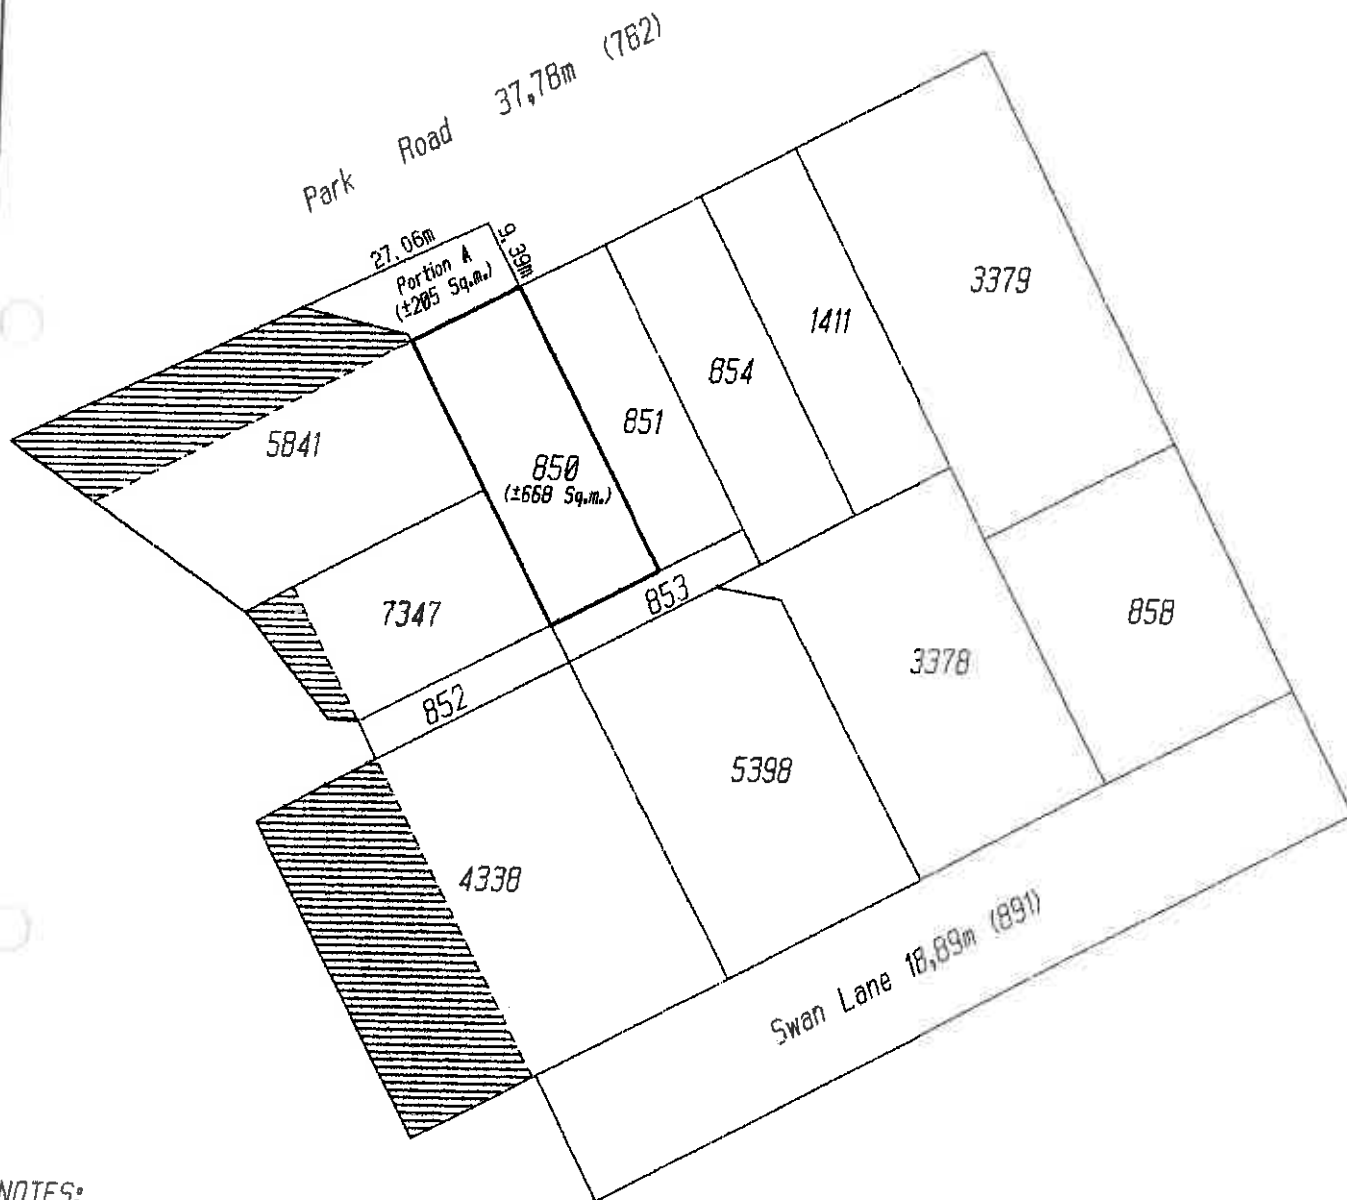 Park Road 37,78m (782)
27.06m
9.39m
Portion A
(±205 Sq.m.)
3379
1411
854
851
5841
850
(±668 Sq.m.)
853
7347
858
3378
852
5398
4338
Swan Lane 18,89m (891)
NOTES: